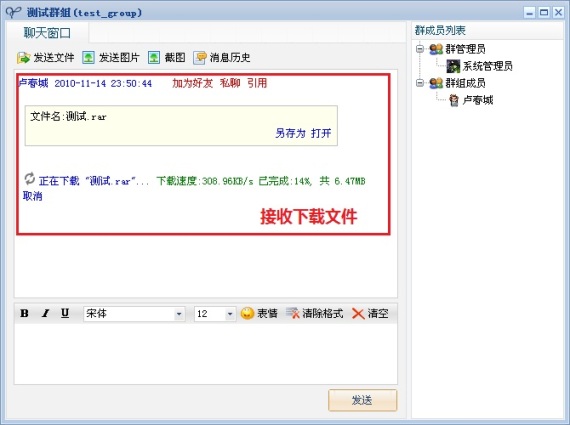 测试群组(test_group)
聊天窗口
发送文件 发送图片 截图 消息历史
卢春城 2010-11-14 23:50:44 加为好友 私聊 引用
文件名:测试.rar
另存为 打开
正在下载 "测试.rar"... 下载速度:308.96KB/s 已完成:14%, 共 6.47MB
取消
接收下载文件
B I U 宋体 12 表情 清除格式 清空
发送
群成员列表
群管理员
系统管理员
群组成员
卢春城